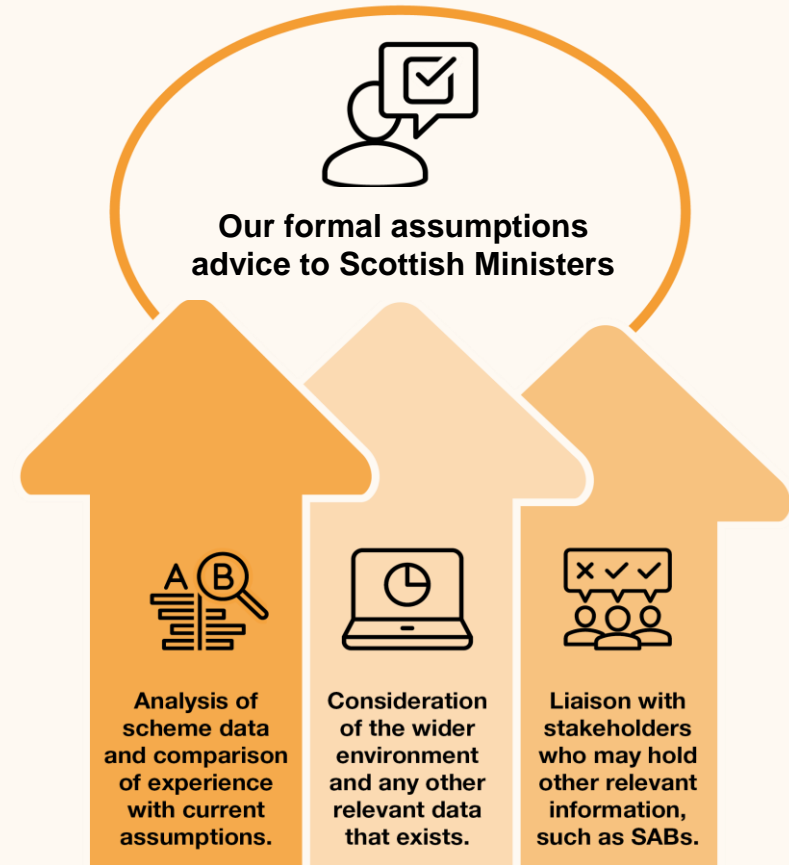 Our formal assumptions
advice to Scottish Ministers
A B
Analysis of
scheme data
and comparison
of experience
with current
assumptions.
Consideration
of the wider
environment
and any other
relevant data
that exists.
Liaison with
stakeholders
who may hold
other relevant
information,
such as SABs.